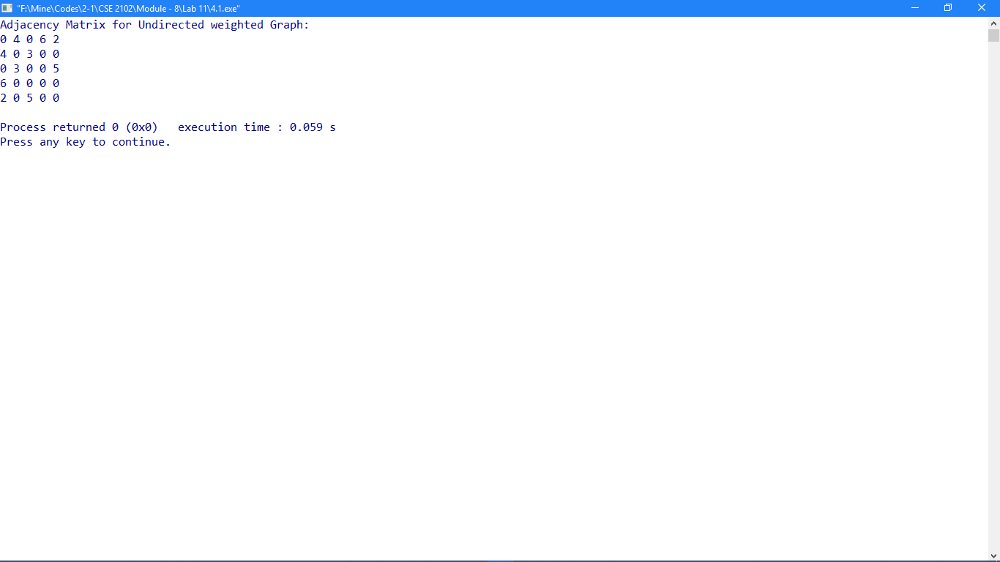 "F:\Mine\Codes\2-1\CSE 2102\Module - 8\Lab 11\4.1.exe"
Adjacency Matrix for Undirected weighted Graph:
0 4 0 6 2
4 0 3 0 0
0 3 0 0 5
6 0 0 0 0
2 0 5 0 0
Process returned 0 (0x0)   execution time : 0.059 s
Press any key to continue.